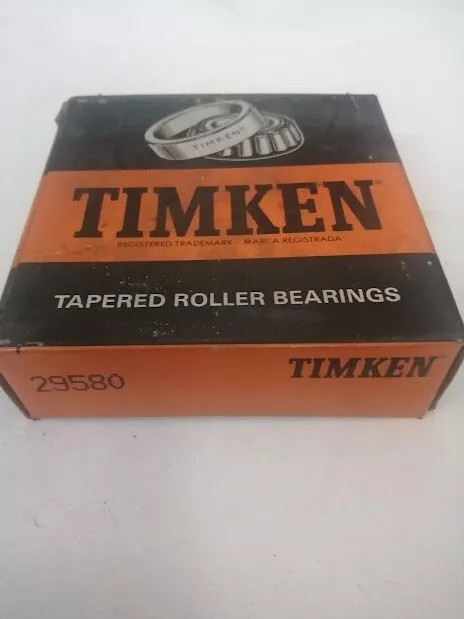 TIMKEN
TIMKEN
REGISTERED TRADEMARK - MARCA REGISTRADA
TAPERED ROLLER BEARINGS
29580
TIMKEN